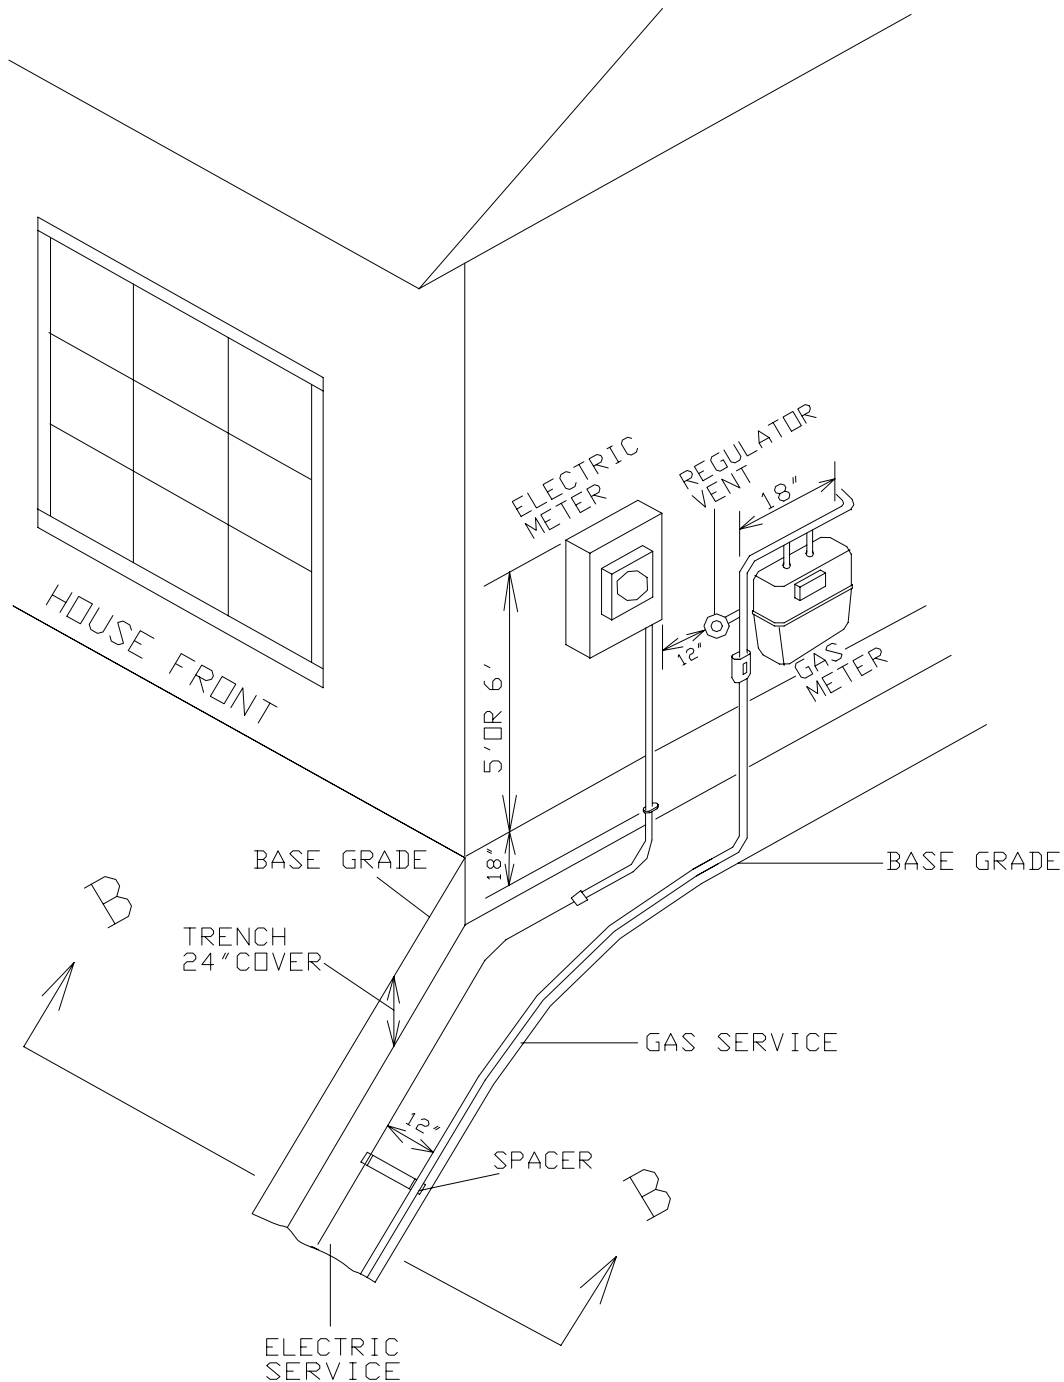 REGULATOR
VENT
ELECTRIC
METER
18"
12"
GAS
METER
HOUSE FRONT
5'OR 6'
18"
BASE GRADE
BASE GRADE
B
TRENCH
24"COVER
GAS SERVICE
12"
SPACER
B
ELECTRIC
SERVICE